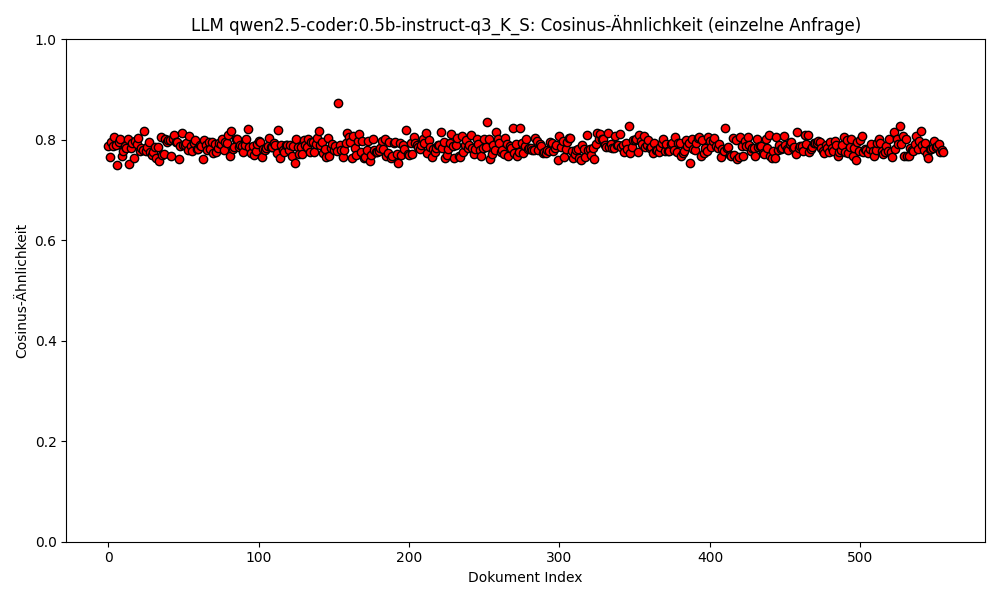 LLM qwen2.5-coder:0.5b-instruct-q3_K_S: Cosinus-Ähnlichkeit (einzelne Anfrage)
1.0
0.8
0.6
0.4
0.2
0.0
Cosinus-Ähnlichkeit
0 100 200 300 400 500
Dokument Index